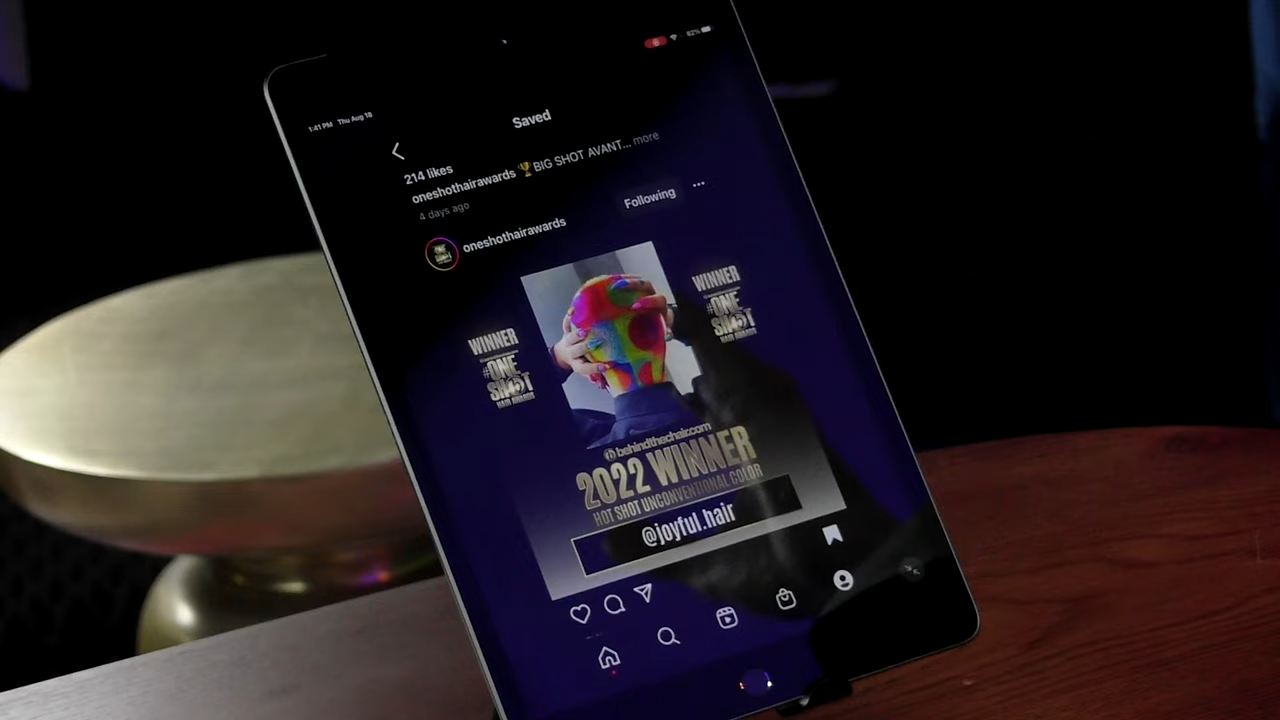 1:41 PM Thu Aug 18
82%
Saved
214 likes
oneshothairawards 🏆BIG SHOT AVANT... more
4 days ago
oneshothairawards
Following
WINNER
#ONE
SHOT
HAIR AWARDS
WINNER
#ONE
SHOT
HAIR AWARDS
behindthechair.com
2022 WINNER
HOT SHOT UNCONVENTIONAL COLOR
@joyful.hair